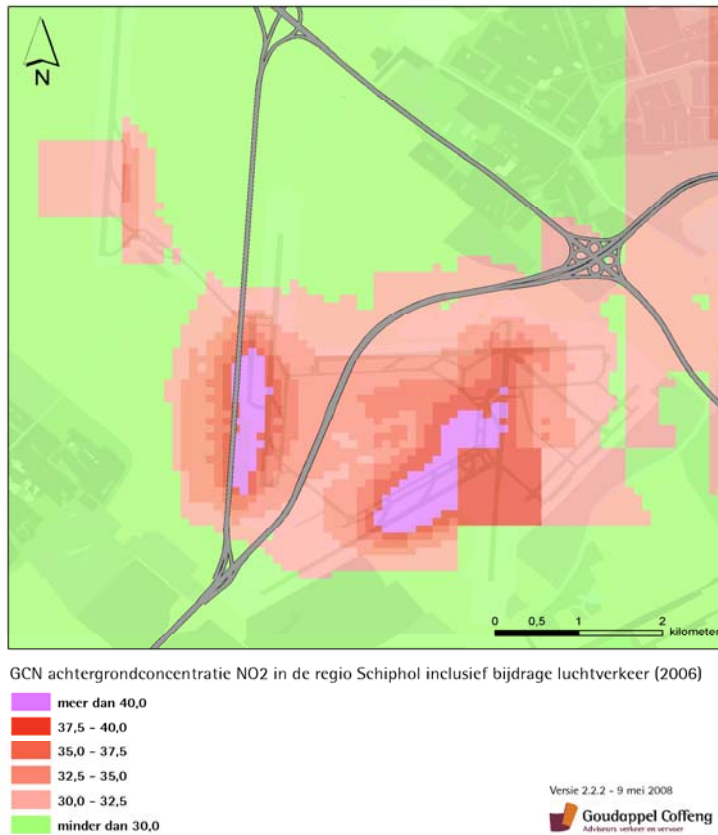 N
0 0,5 1 2
kilometer
GCN achtergrondconcentratie NO2 in de regio Schiphol inclusief bijdrage luchtverkeer (2006)
meer dan 40,0
37,5 - 40,0
35,0 - 37,5
32,5 - 35,0
30,0 - 32,5
minder dan 30,0
Versie 2.2.2 - 9 mei 2008
Goudappel Coffeng
Adviseurs verkeer en vervoer